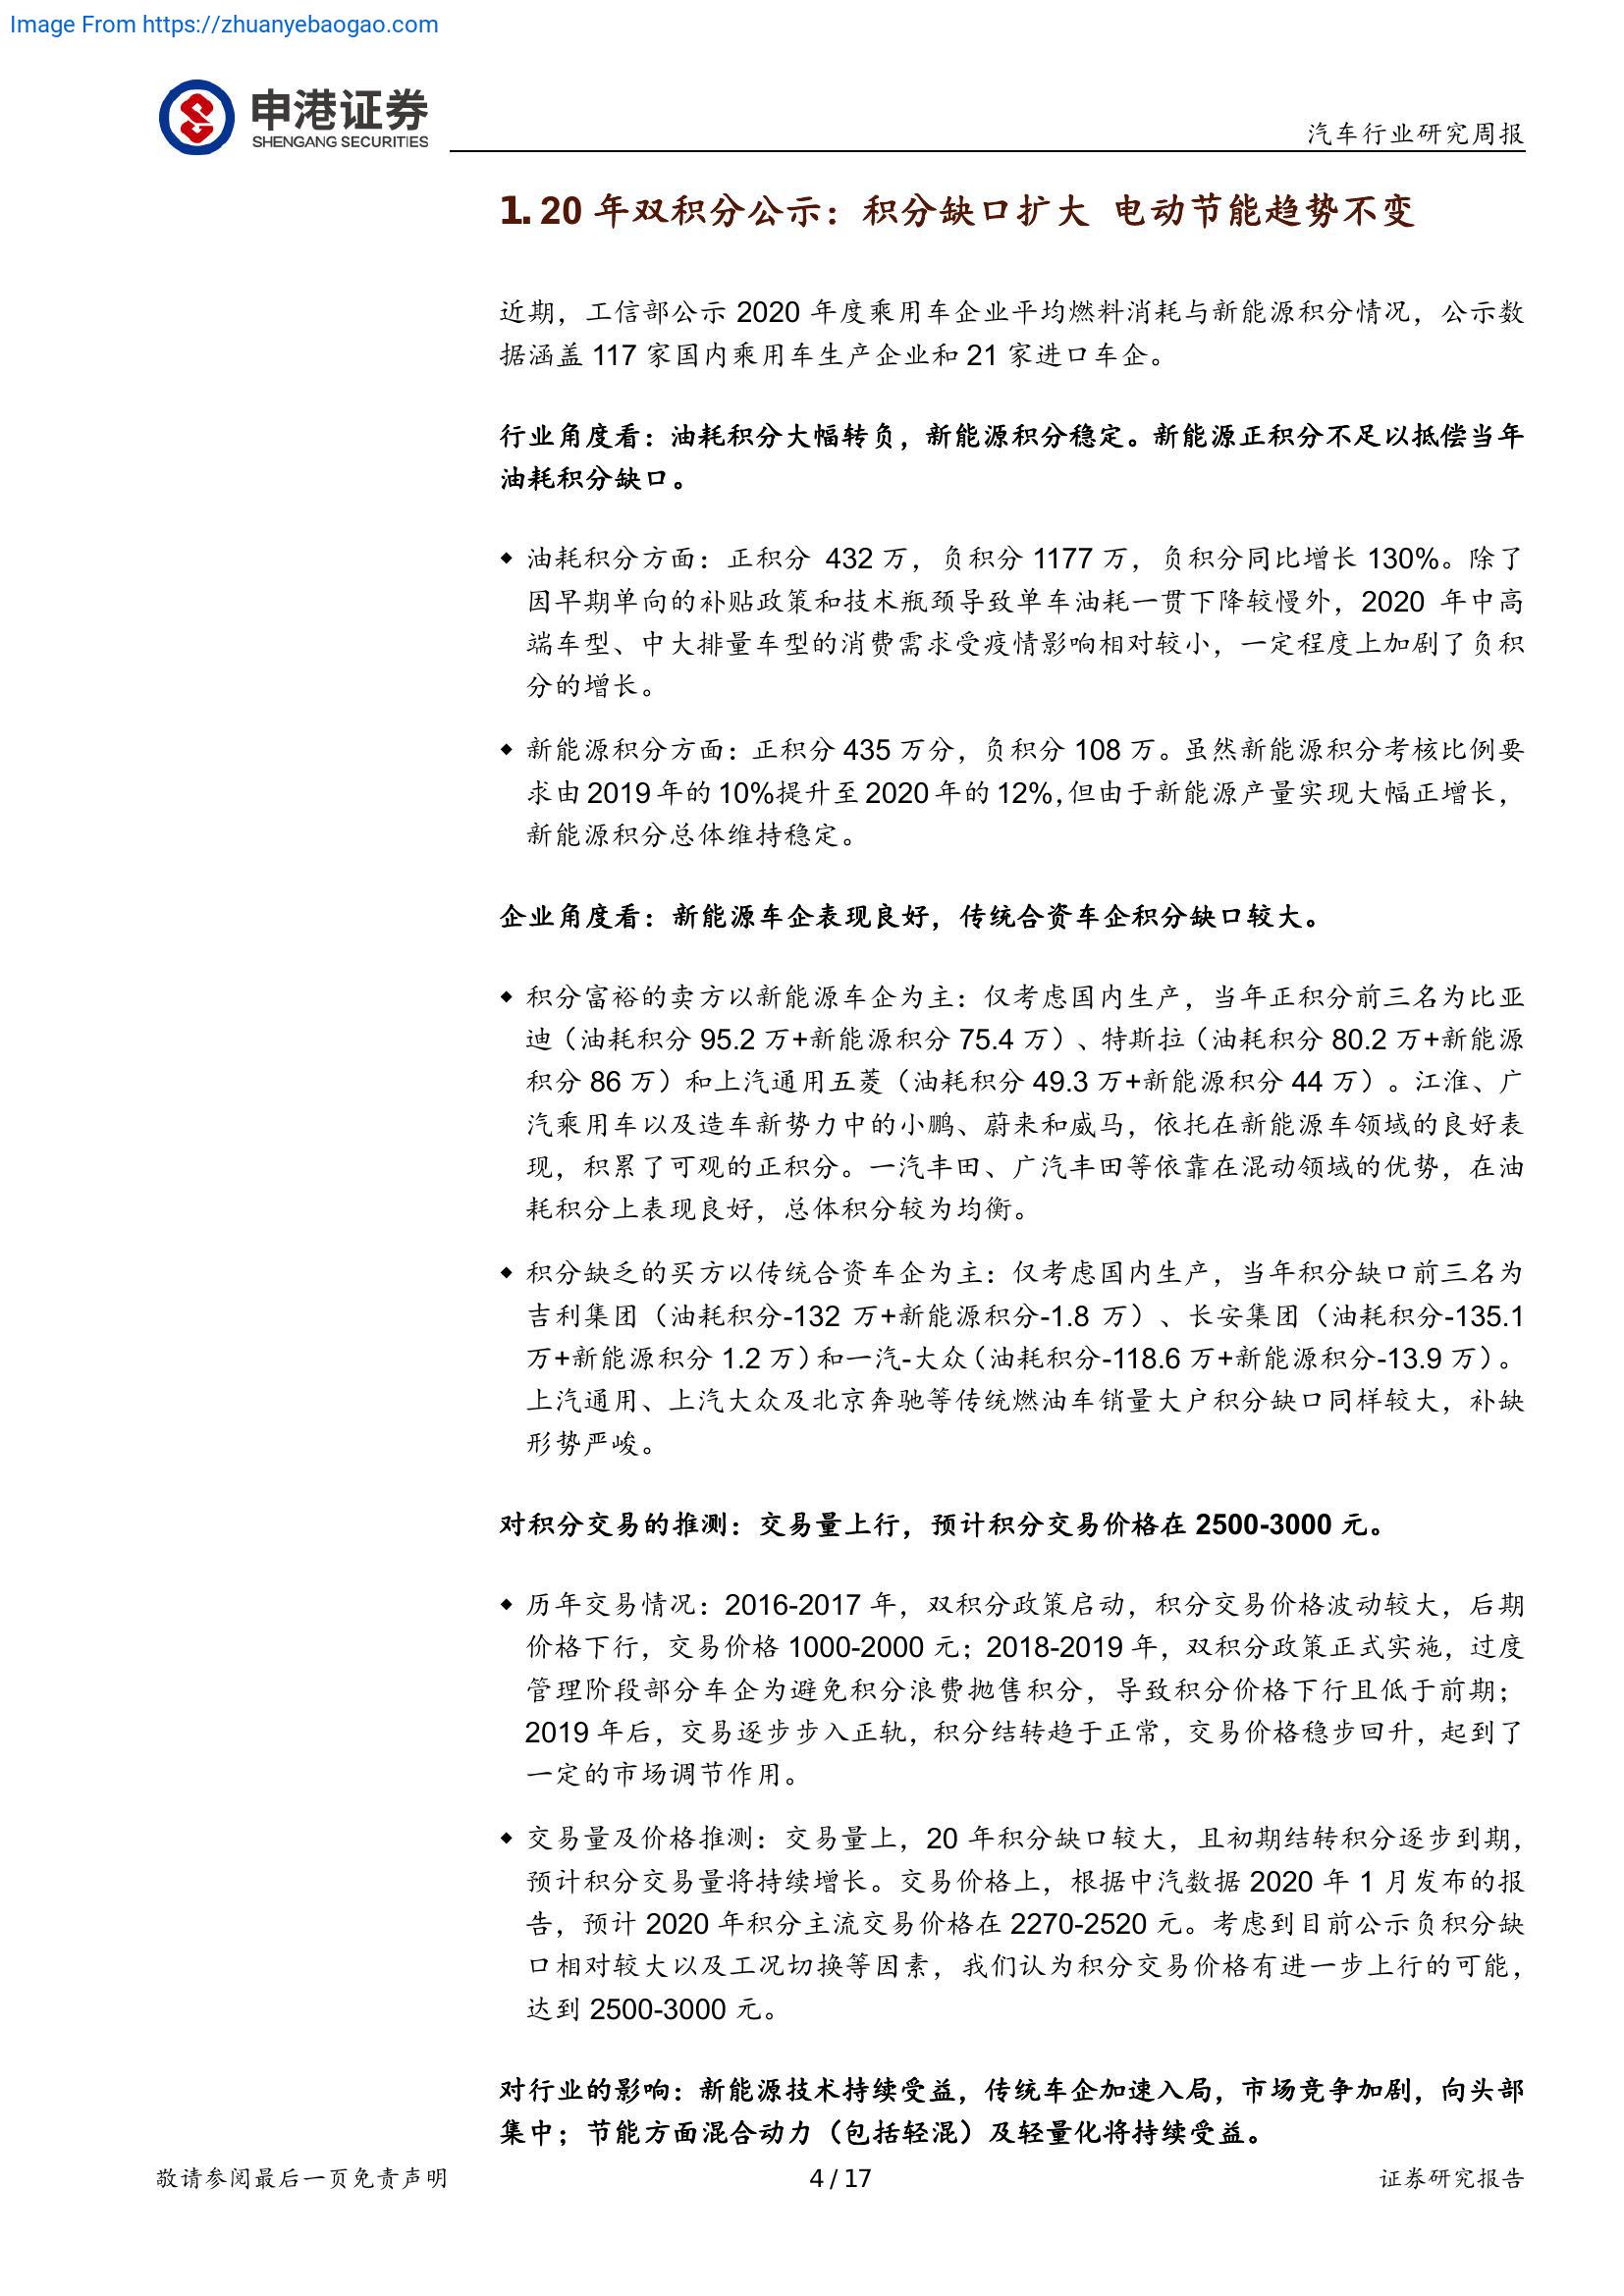 Image From https://zhuanyebaogao.com
申港证券
SHENGANG SECURITIES
汽车行业研究周报
1. 20 年双积分公示：积分缺口扩大 电动节能趋势不变
近期，工信部公示 2020 年度乘用车企业平均燃料消耗与新能源积分情况，公示数
据涵盖 117 家国内乘用车生产企业和 21 家进口车企。
行业角度看：油耗积分大幅转负，新能源积分稳定。新能源正积分不足以抵偿当年
油耗积分缺口。
◆ 油耗积分方面：正积分 432 万，负积分 1177 万，负积分同比增长 130%。除了
因早期单向的补贴政策和技术瓶颈导致单车油耗一贯下降较慢外，2020 年中高
端车型、中大排量车型的消费需求受疫情影响相对较小，一定程度上加剧了负积
分的增长。
◆ 新能源积分方面：正积分 435 万分，负积分 108 万。虽然新能源积分考核比例要
求由 2019 年的 10%提升至 2020 年的 12%，但由于新能源产量实现大幅正增长，
新能源积分总体维持稳定。
企业角度看：新能源车企表现良好，传统合资车企积分缺口较大。
◆ 积分富裕的卖方以新能源车企为主：仅考虑国内生产，当年正积分前三名为比亚
迪（油耗积分 95.2 万+新能源积分 75.4 万）、特斯拉（油耗积分 80.2 万+新能源
积分 86 万）和上汽通用五菱（油耗积分 49.3 万+新能源积分 44 万）。江淮、广
汽乘用车以及造车新势力中的小鹏、蔚来和威马，依托在新能源车领域的良好表
现，积累了可观的正积分。一汽丰田、广汽丰田等依靠在混动领域的优势，在油
耗积分上表现良好，总体积分较为均衡。
◆ 积分缺乏的买方以传统合资车企为主：仅考虑国内生产，当年积分缺口前三名为
吉利集团（油耗积分-132 万+新能源积分-1.8 万）、长安集团（油耗积分-135.1
万+新能源积分 1.2 万）和一汽-大众（油耗积分-118.6 万+新能源积分-13.9 万）。
上汽通用、上汽大众及北京奔驰等传统燃油车销量大户积分缺口同样较大，补缺
形势严峻。
对积分交易的推测：交易量上行，预计积分交易价格在 2500-3000 元。
◆ 历年交易情况：2016-2017 年，双积分政策启动，积分交易价格波动较大，后期
价格下行，交易价格 1000-2000 元；2018-2019 年，双积分政策正式实施，过度
管理阶段部分车企为避免积分浪费抛售积分，导致积分价格下行且低于前期；
2019 年后，交易逐步步入正轨，积分结转趋于正常，交易价格稳步回升，起到了
一定的市场调节作用。
◆ 交易量及价格推测：交易量上，20 年积分缺口较大，且初期结转积分逐步到期，
预计积分交易量将持续增长。交易价格上，根据中汽数据 2020 年 1 月发布的报
告，预计 2020 年积分主流交易价格在 2270-2520 元。考虑到目前公示负积分缺
口相对较大以及工况切换等因素，我们认为积分交易价格有进一步上行的可能，
达到 2500-3000 元。
对行业的影响：新能源技术持续受益，传统车企加速入局，市场竞争加剧，向头部
集中；节能方面混合动力（包括轻混）及轻量化将持续受益。
敬请参阅最后一页免责声明
4 / 17
证券研究报告